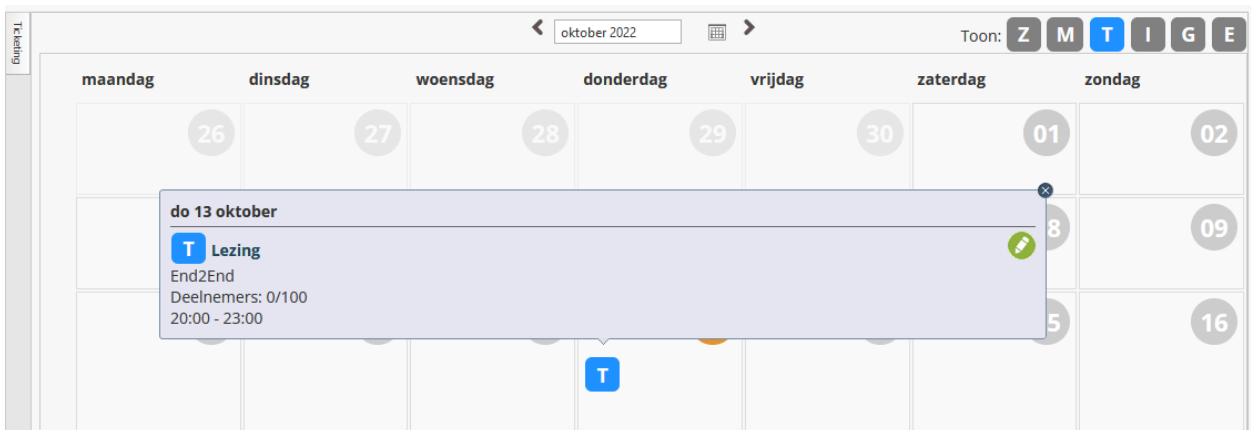 Ticketing
oktober 2022
Toon: Z M T I G E
maandag dinsdag woensdag donderdag vrijdag zaterdag zondag
26 27 28 29 30 01 02
do 13 oktober
8 09
T Lezing
End2End
Deelnemers: 0/100
20:00 - 23:00
5 16
T